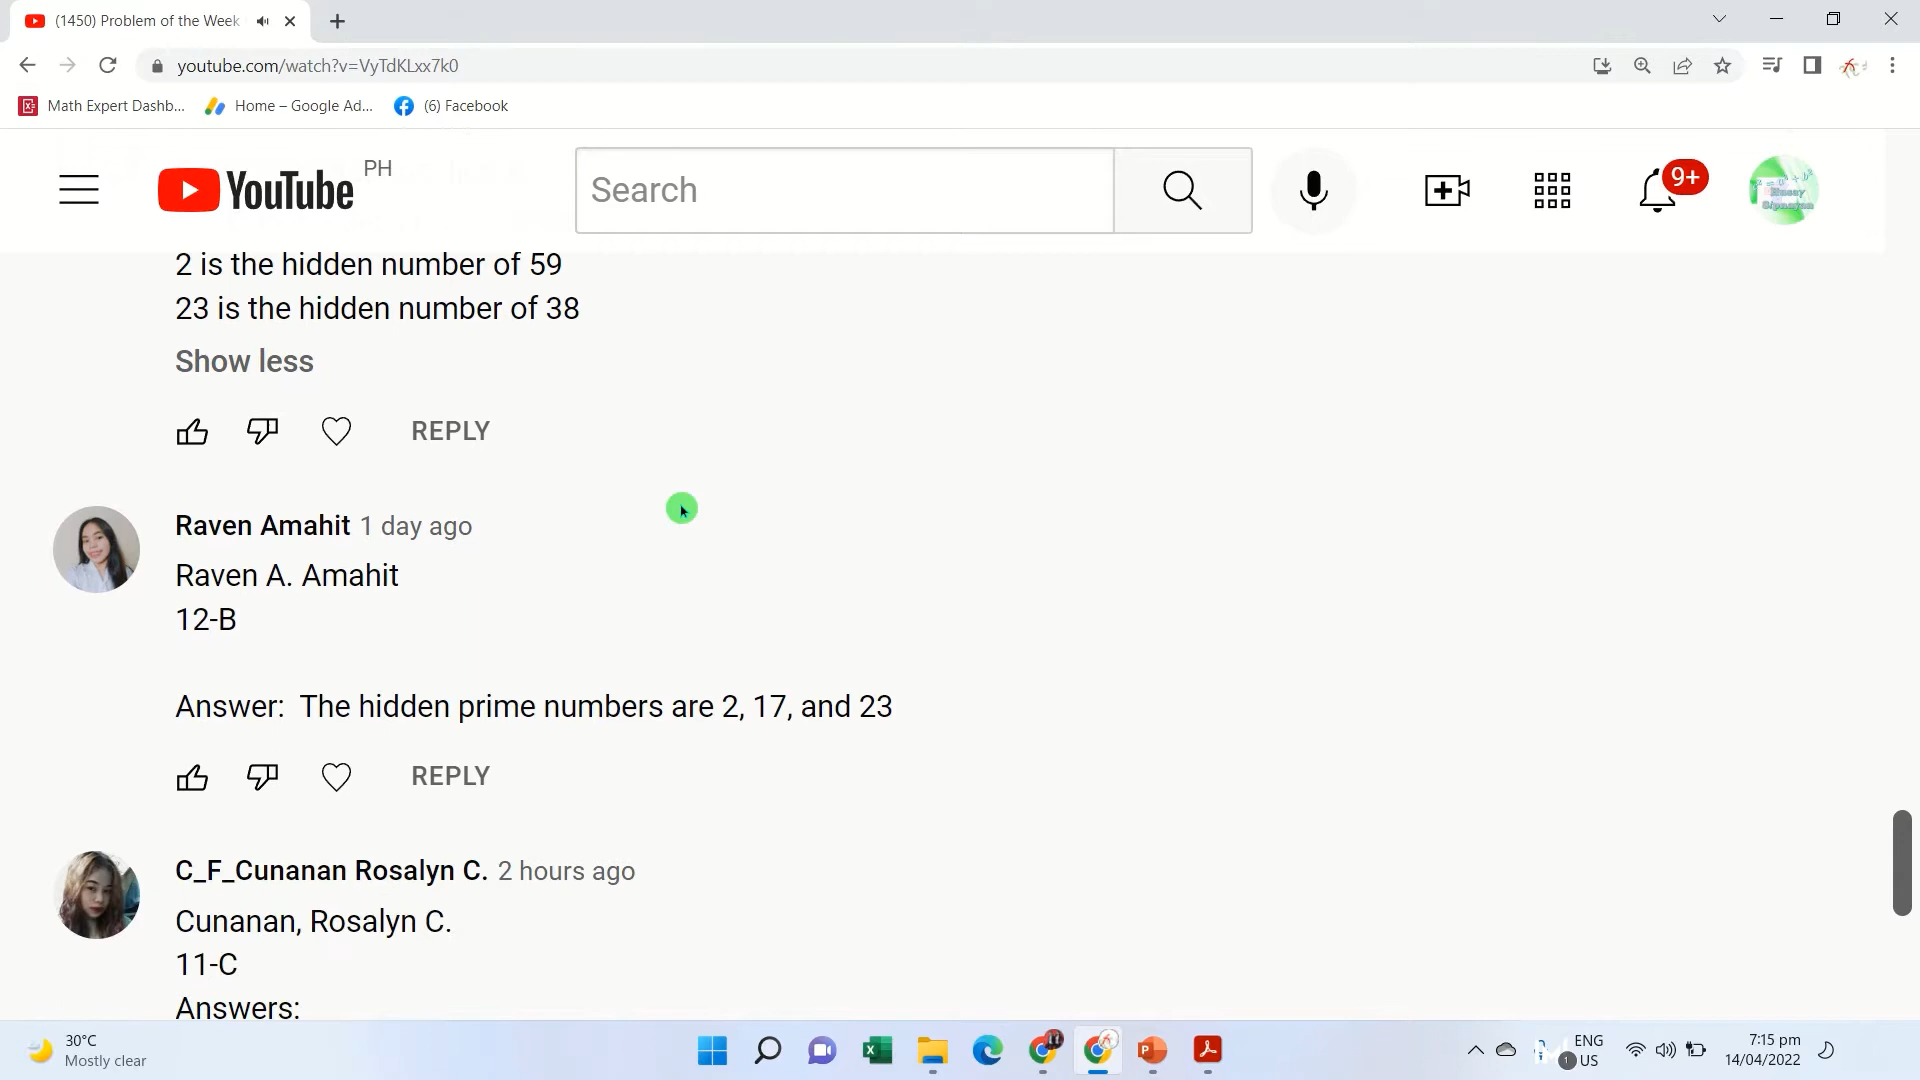 (1450) Problem of the Week
youtube.com/watch?v=VyTdKLxx7k0
Math Expert Dashb...
Home – Google Ad...
(6) Facebook
YouTube PH
Search
9+
2 is the hidden number of 59
23 is the hidden number of 38
Show less
REPLY
Raven Amahit 1 day ago
Raven A. Amahit
12-B
Answer:  The hidden prime numbers are 2, 17, and 23
REPLY
C_F_Cunanan Rosalyn C. 2 hours ago
Cunanan, Rosalyn C.
11-C
Answers:
30°C
Mostly clear
ENG
US
1
7:15 pm
14/04/2022